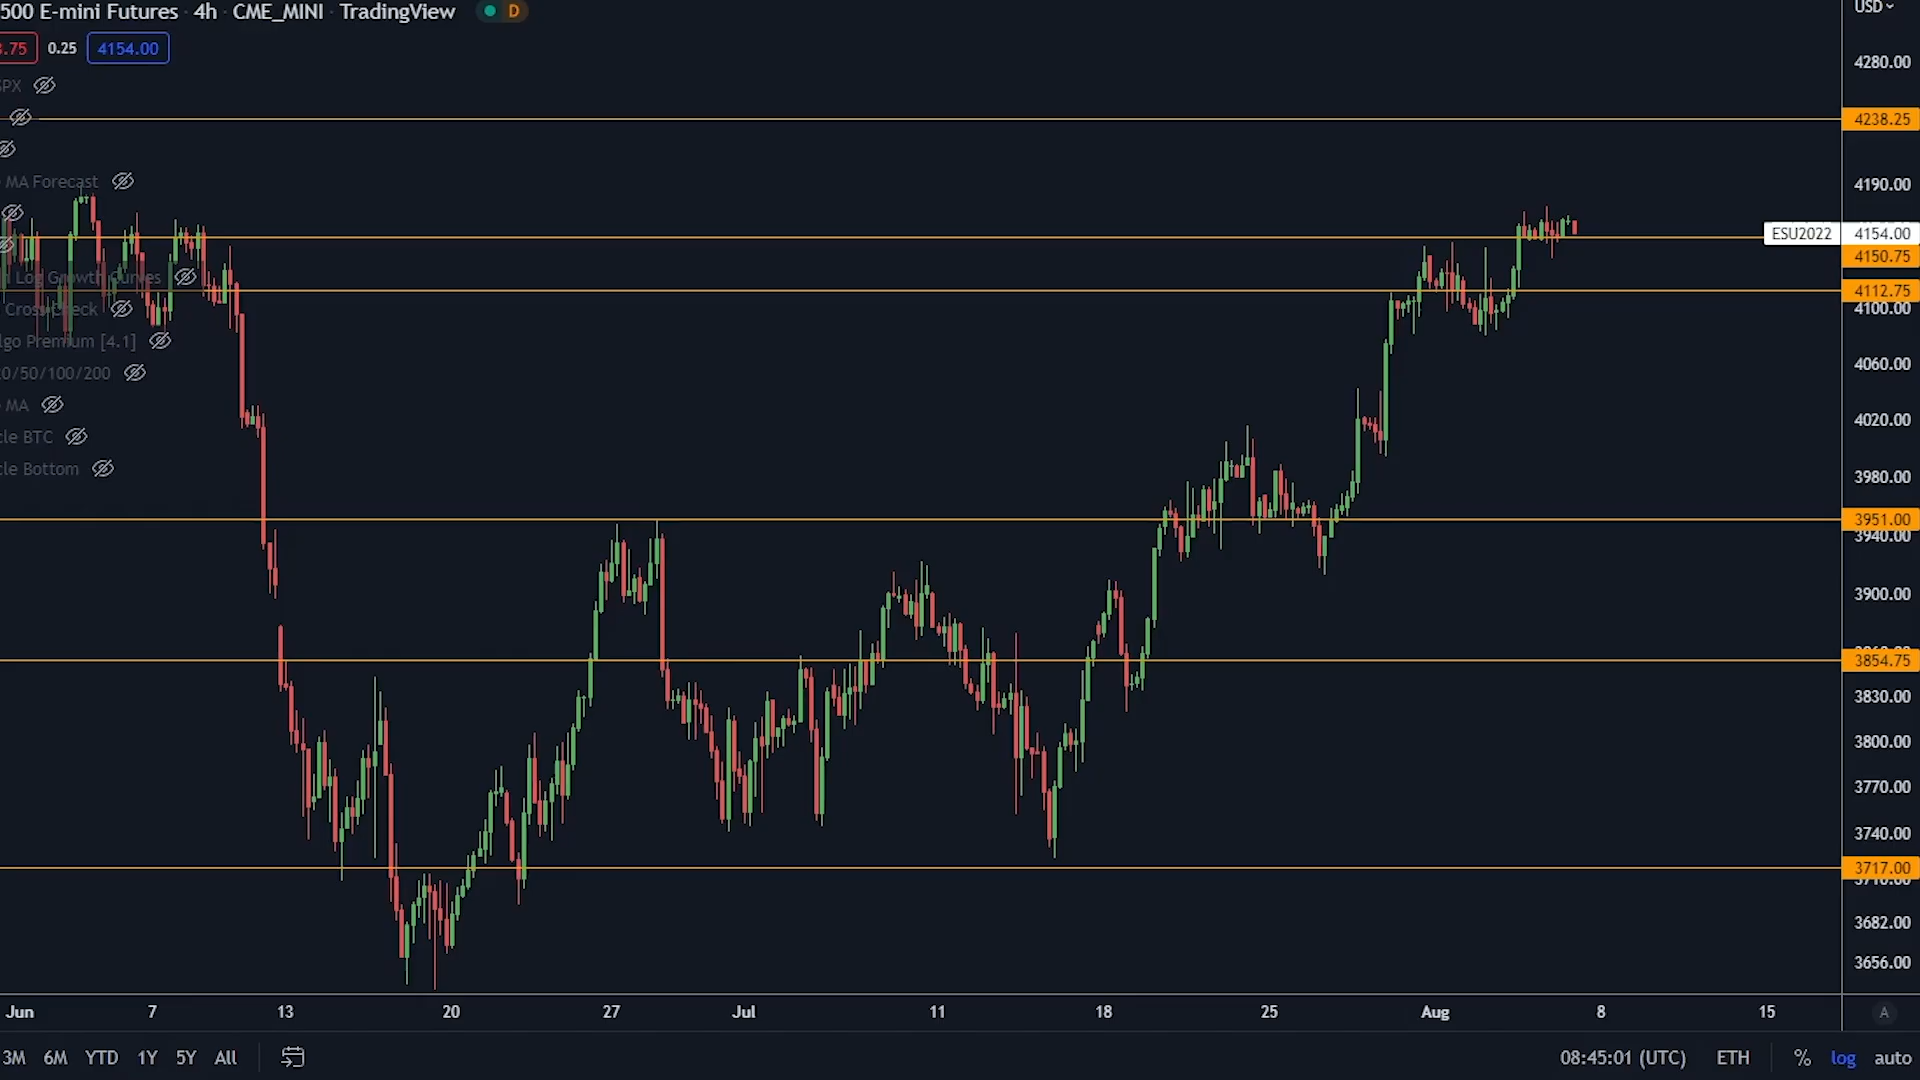 500 E-mini Futures · 4h · CME_MINI · TradingView D
.75 0.25 4154.00
SPX
MA Forecast
Log Growth Curves
Cross Check
lgo Premium [4.1]
20/50/100/200
MA
cle BTC
cle Bottom
USD
4280.00
4238.25
4190.00
ESU2022 4154.00
4150.75
4112.75
4100.00
4060.00
4020.00
3980.00
3951.00
3940.00
3900.00
3854.75
3830.00
3800.00
3770.00
3740.00
3717.00
3682.00
3656.00
Jun 7 13 20 27 Jul 11 18 25 Aug 8 15 A
3M 6M YTD 1Y 5Y All 08:45:01 (UTC) ETH % log auto